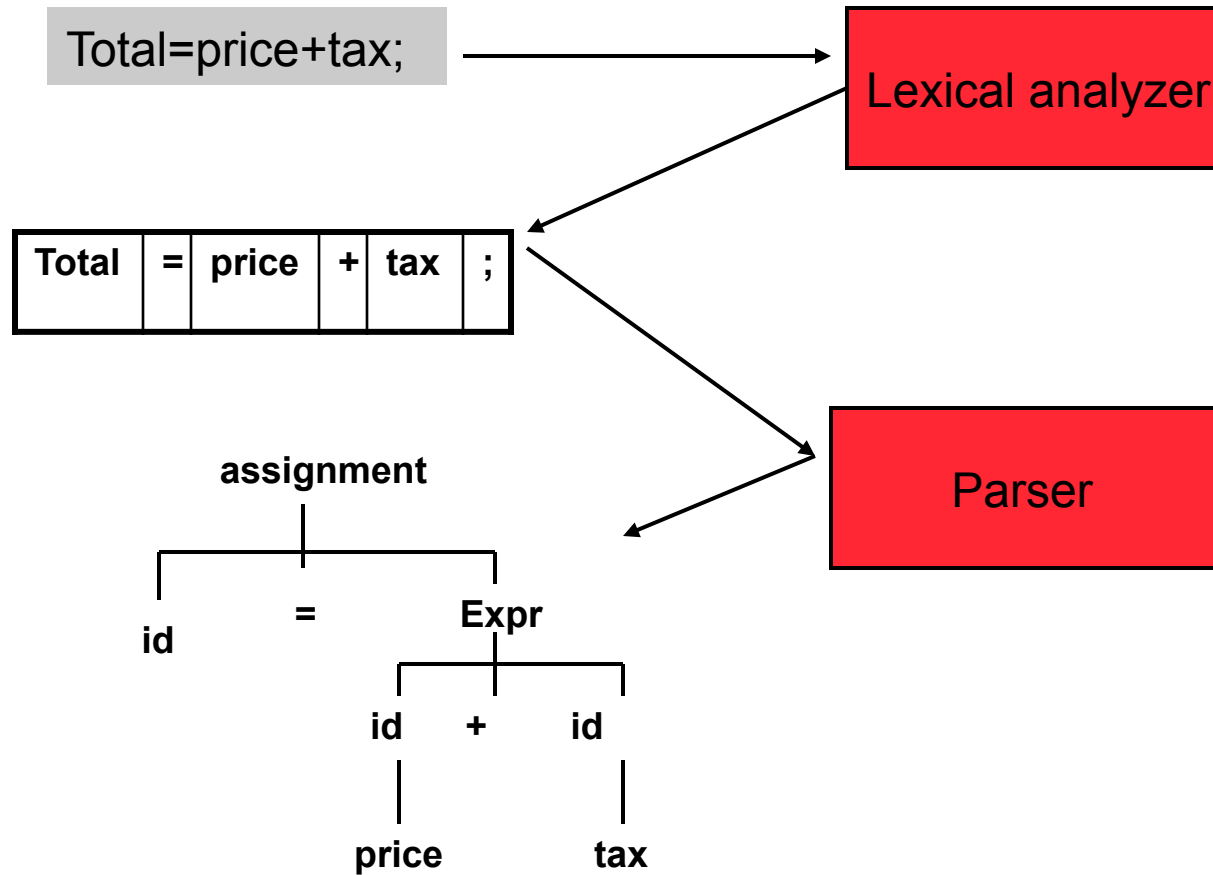 Total=price+tax;
Lexical analyzer
Total = price + tax ;
Parser
assignment
id = Expr
id + id
price tax